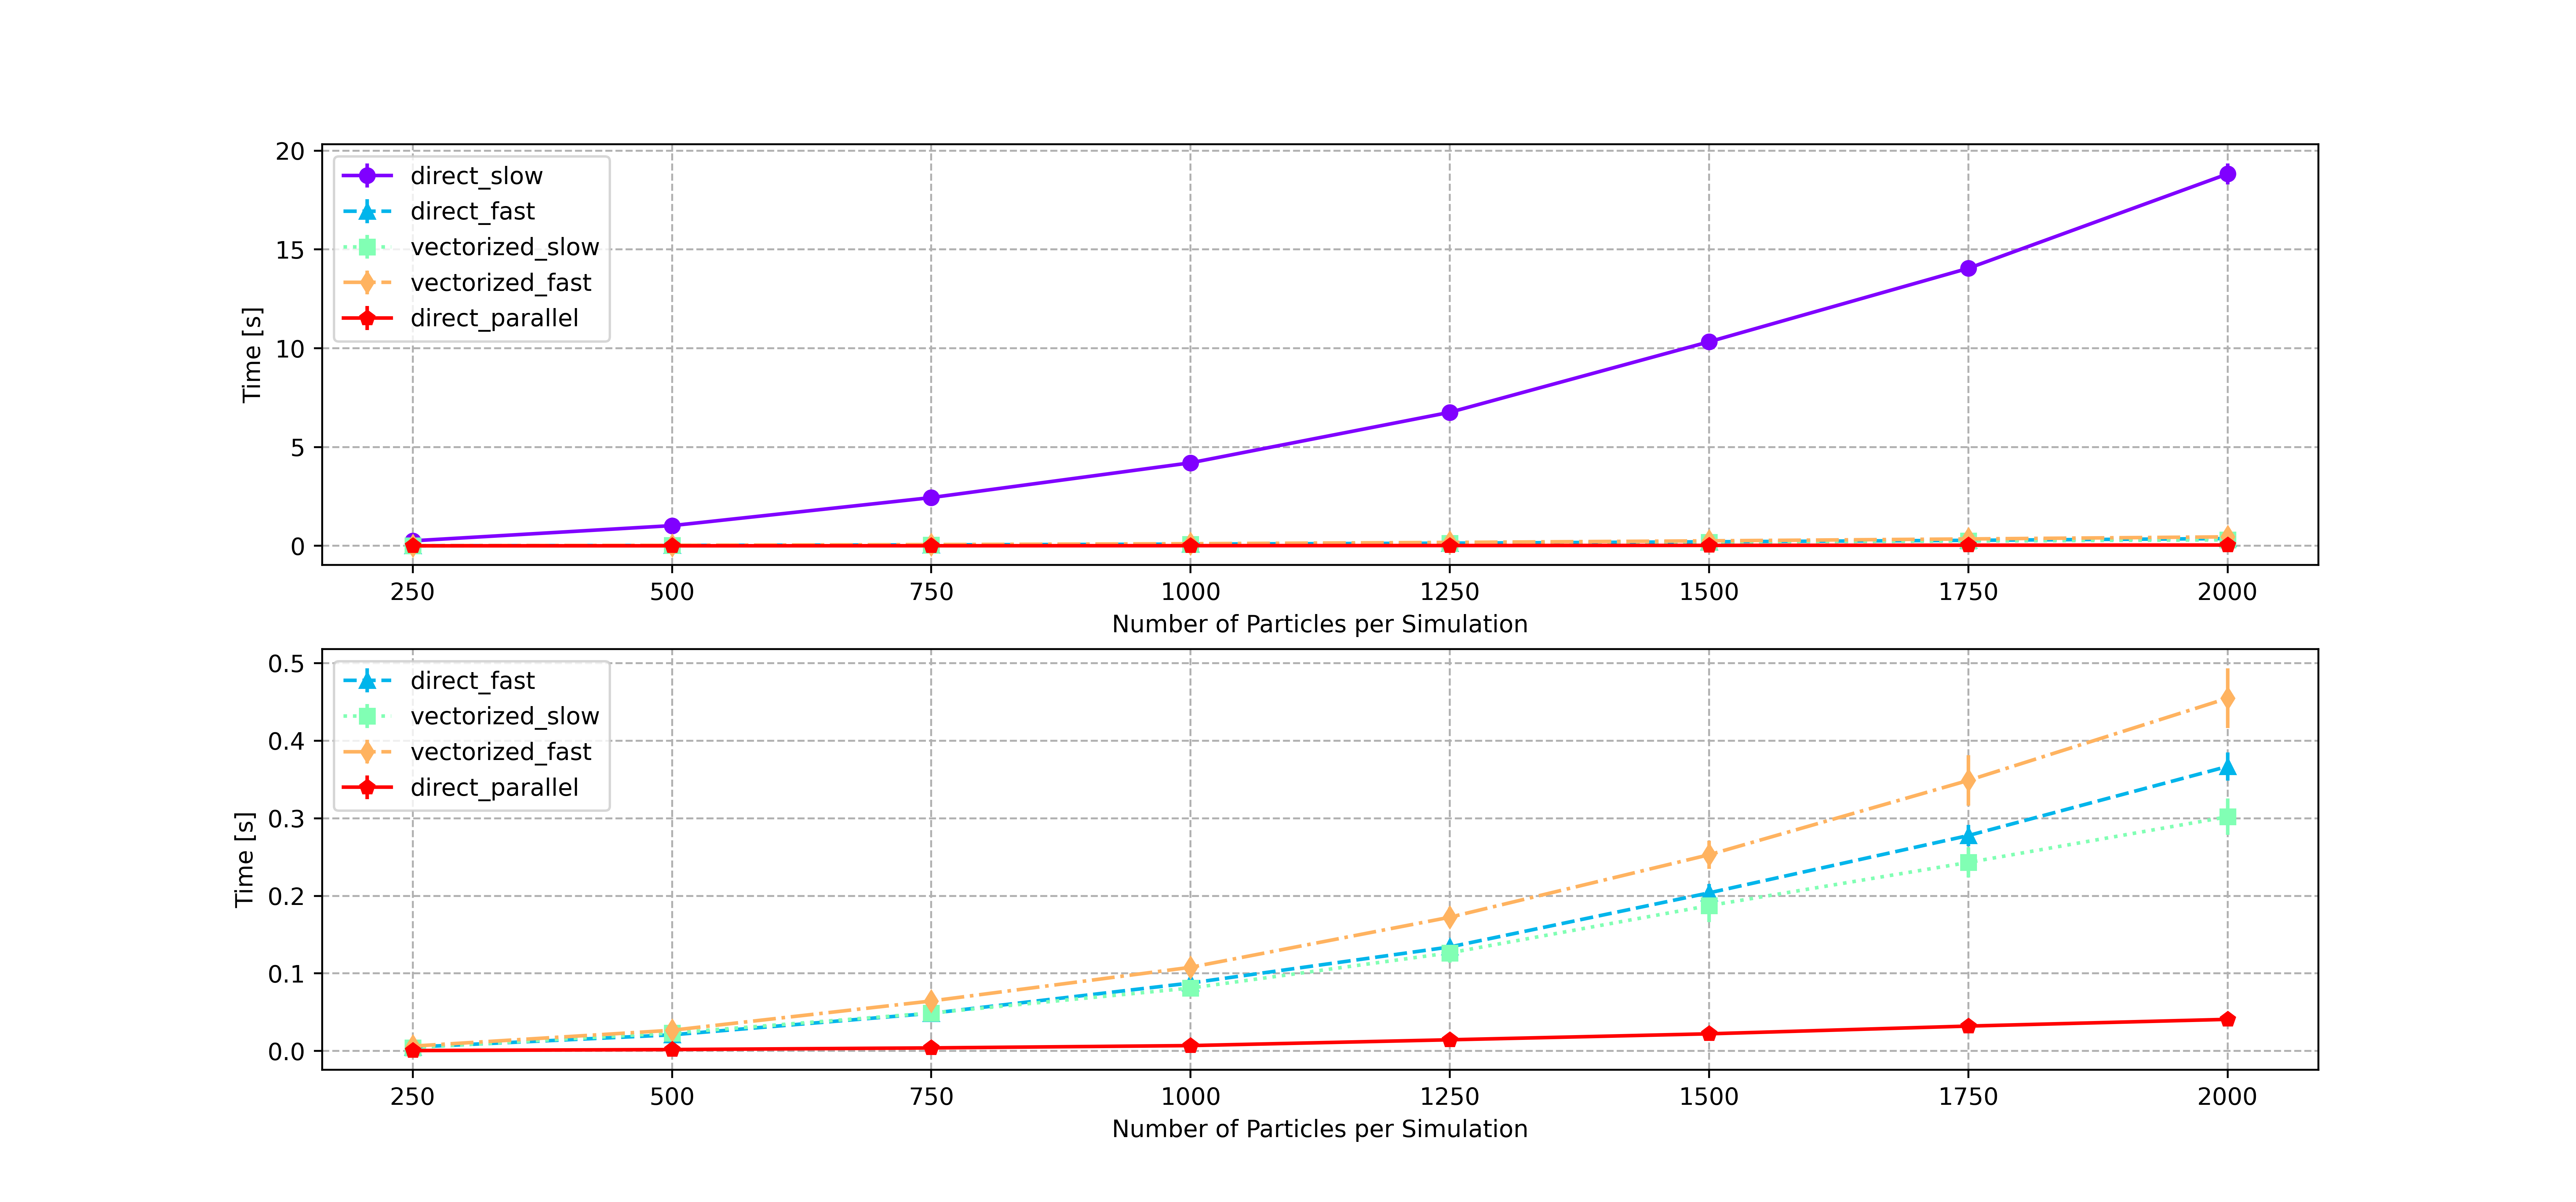 20
15
10
5
0
Time [s]
direct_slow
direct_fast
vectorized_slow
vectorized_fast
direct_parallel
250 500 750 1000 1250 1500 1750 2000
Number of Particles per Simulation
0.5
0.4
0.3
0.2
0.1
0.0
Time [s]
direct_fast
vectorized_slow
vectorized_fast
direct_parallel
250 500 750 1000 1250 1500 1750 2000
Number of Particles per Simulation